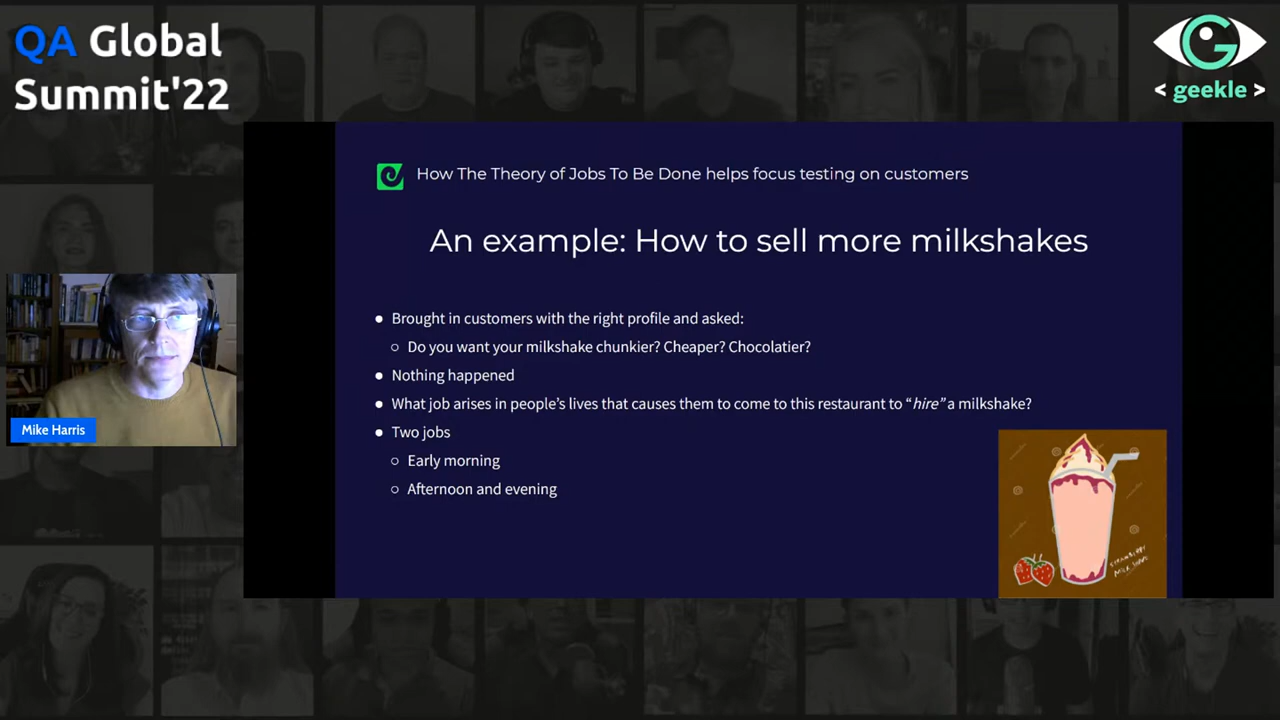 QA Global
Summit'22
G
< geekle >
How The Theory of Jobs To Be Done helps focus testing on customers
An example: How to sell more milkshakes
● Brought in customers with the right profile and asked:
○ Do you want your milkshake chunkier? Cheaper? Chocolatier?
● Nothing happened
● What job arises in people's lives that causes them to come to this restaurant to “hire” a milkshake?
● Two jobs
○ Early morning
○ Afternoon and evening
Mike Harris
STRAWBERRY
MILK SHAKE